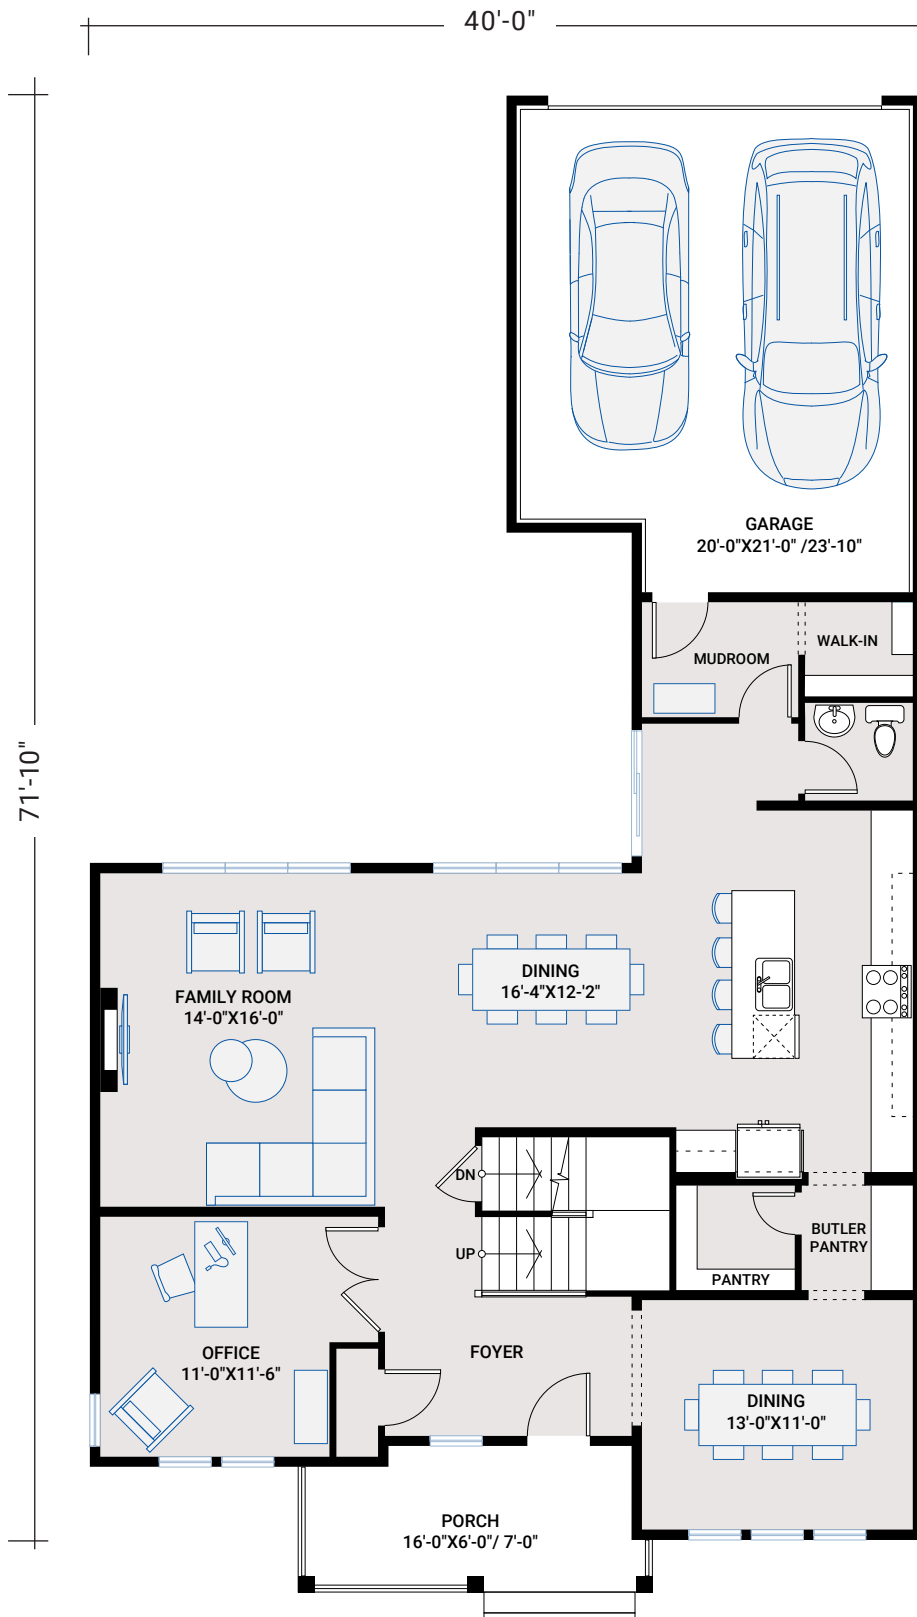 40'-0"
71'-10"
GARAGE
20'-0"X21'-0" /23'-10"
WALK-IN
MUDROOM
DINING
16'-4"X12-'2"
FAMILY ROOM
14'-0"X16'-0"
DN
UP
BUTLER
PANTRY
PANTRY
OFFICE
11'-0"X11'-6"
FOYER
DINING
13'-0"X11'-0"
PORCH
16'-0"X6'-0"/ 7'-0"